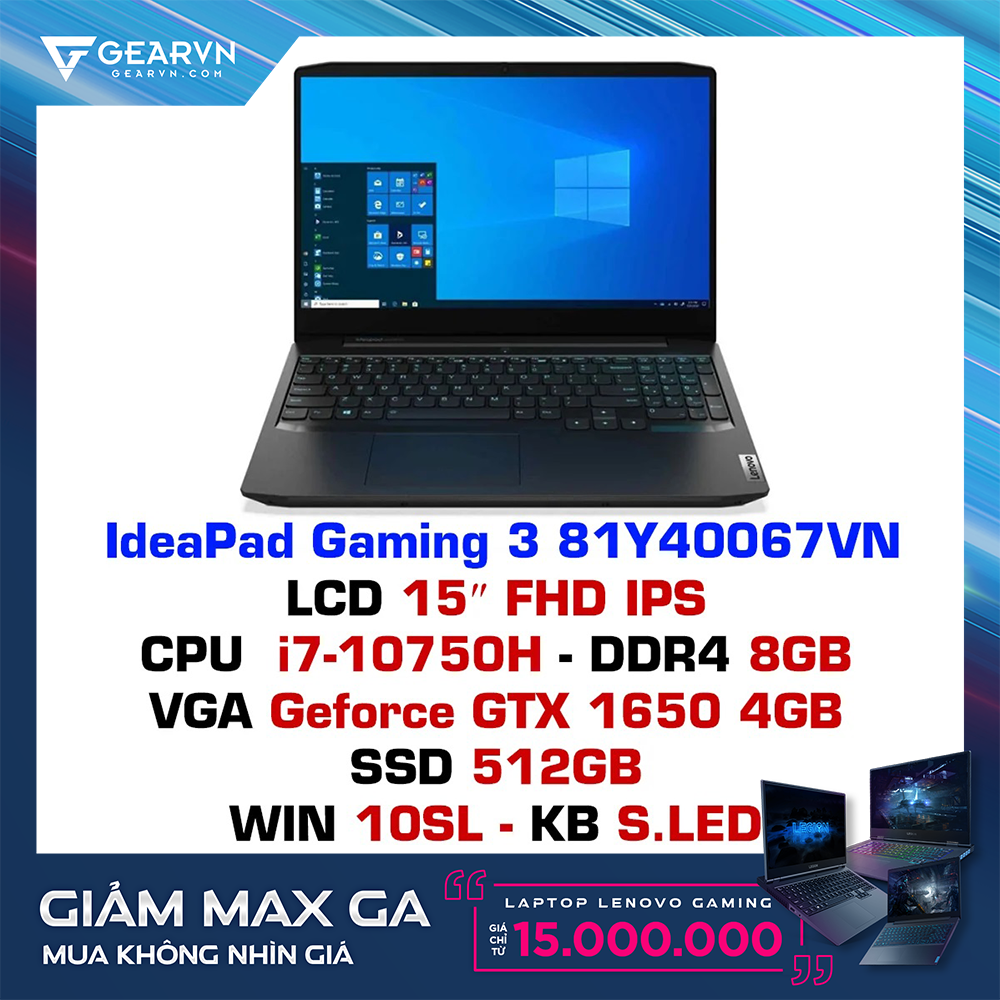 GEARVN
GEARVN.COM
Lenovo
IdeaPad Gaming 3 81Y40067VN
LCD 15" FHD IPS
CPU i7-10750H - DDR4 8GB
VGA Geforce GTX 1650 4GB
SSD 512GB
WIN 10SL - KB S.LED
LEGION
GIẢM MAX GA
MUA KHÔNG NHÌN GIÁ
LAPTOP LENOVO GAMING
GIÁ CHỈ TỪ 15.000.000